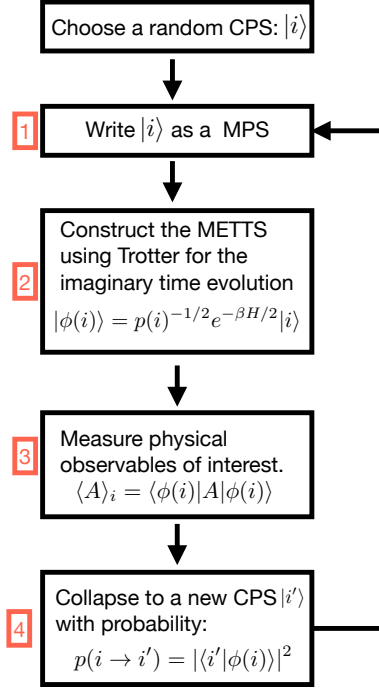 Choose a random CPS: |i⟩
1
Write |i⟩ as a MPS
2
Construct the METTS
using Trotter for the
imaginary time evolution
|ϕ(i)⟩ = p(i)^{-1/2}e^{-βH/2}|i⟩
3
Measure physical
observables of interest.
⟨A⟩_i = ⟨ϕ(i)|A|ϕ(i)⟩
4
Collapse to a new CPS |i'⟩
with probability:
p(i → i') = |⟨i'|ϕ(i)⟩|^2